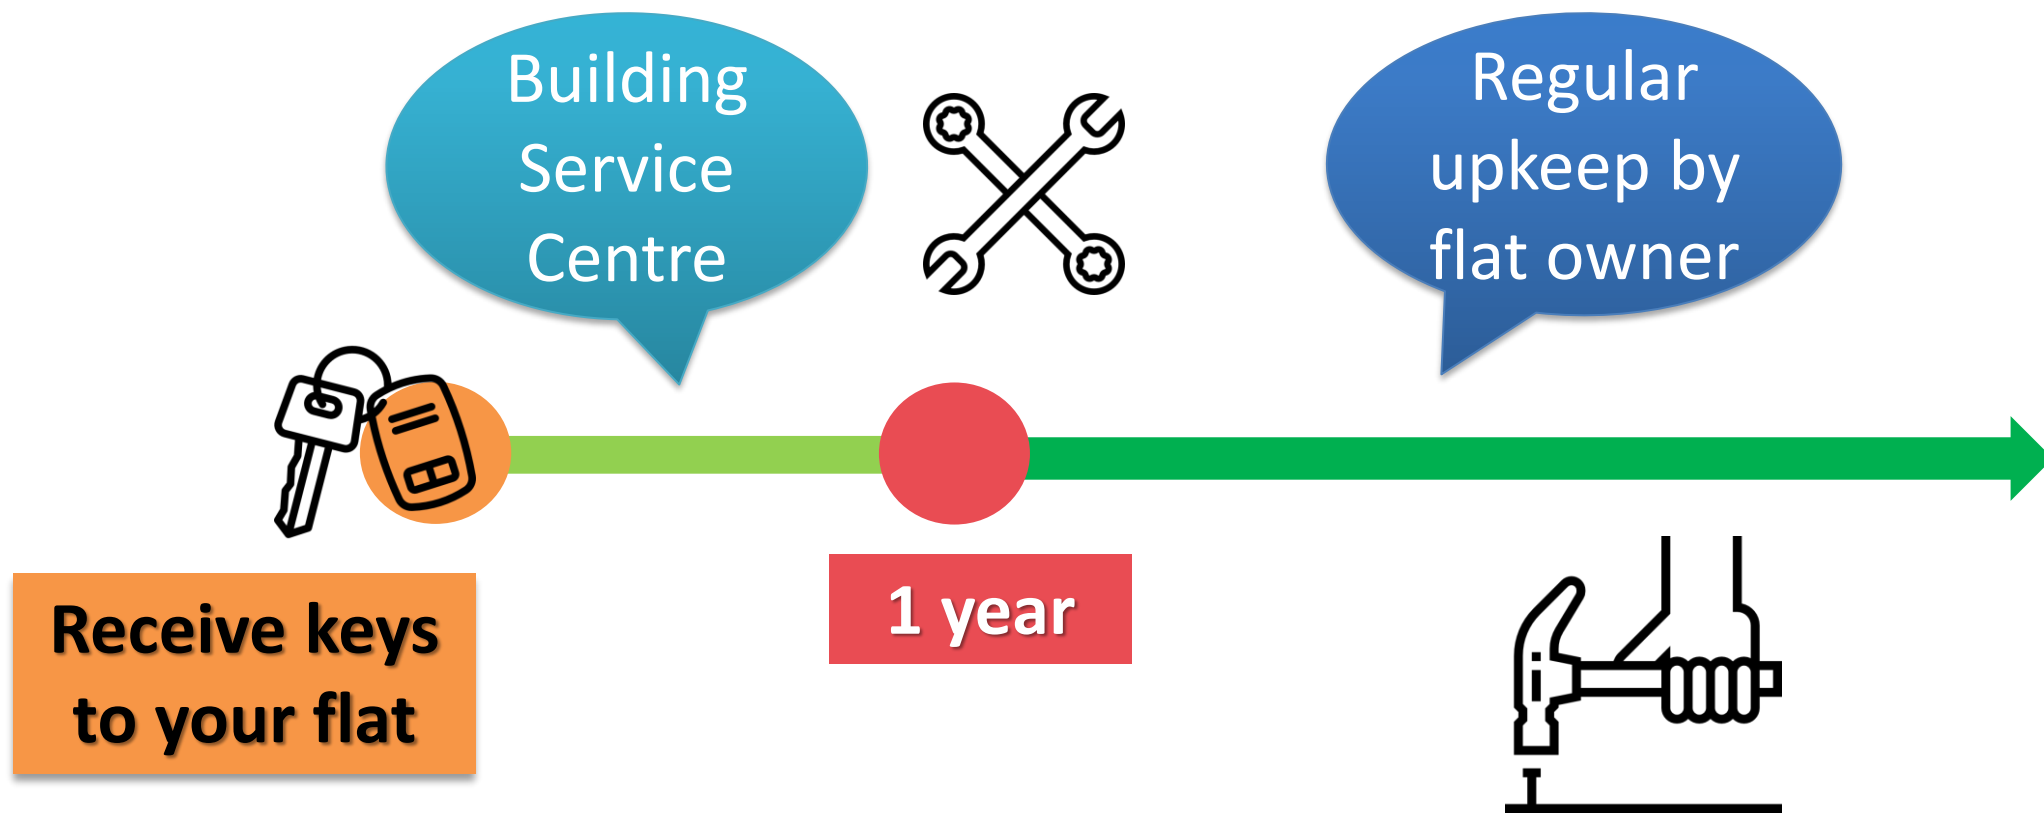 Building
Service
Centre
Regular
upkeep by
flat owner
Receive keys
to your flat
1 year